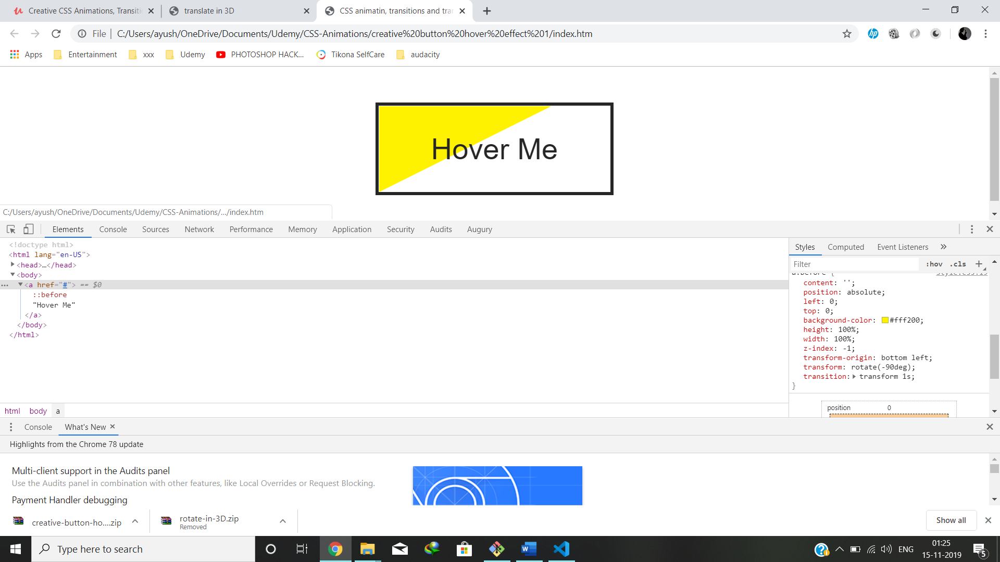 Creative CSS Animations, Transiti
translate in 3D
CSS animatin, transitions and tra
File | C:/Users/ayush/OneDrive/Documents/Udemy/CSS-Animations/creative%20button%20hover%20effect%201/index.htm
Apps Entertainment xxx Udemy PHOTOSHOP HACK... Tikona SelfCare audacity
Hover Me
C:/Users/ayush/OneDrive/Documents/Udemy/CSS-Animations/.../index.htm
Elements Console Sources Network Performance Memory Application Security Audits Augury
<!doctype html>
<html lang="en-US">
<head>…</head>
<body>
<a href="#"> == $0
::before
"Hover Me"
</a>
</body>
</html>
html body a
Styles Computed Event Listeners »
Filter :hov .cls +
a:before { style.css:19
content: '';
position: absolute;
left: 0;
top: 0;
background-color: #fff200;
height: 100%;
width: 100%;
z-index: -1;
transform-origin: bottom left;
transform: rotate(-90deg);
transition: transform 1s;
}
position 0
Console What's New
Highlights from the Chrome 78 update
Multi-client support in the Audits panel
Use the Audits panel in combination with other features, like Local Overrides or Request Blocking.
Payment Handler debugging
creative-button-ho....zip
rotate-in-3D.zip
Removed
Show all
Type here to search
ENG
01:25
15-11-2019
5